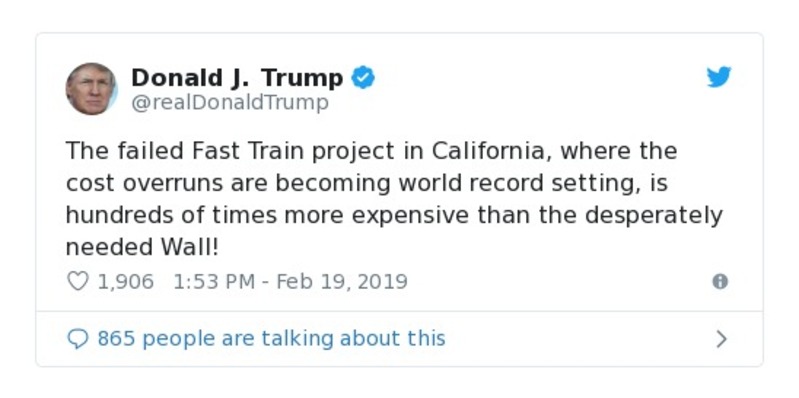 Donald J. Trump
@realDonaldTrump
The failed Fast Train project in California, where the
cost overruns are becoming world record setting, is
hundreds of times more expensive than the desperately
needed Wall!
1,906 1:53 PM - Feb 19, 2019
865 people are talking about this